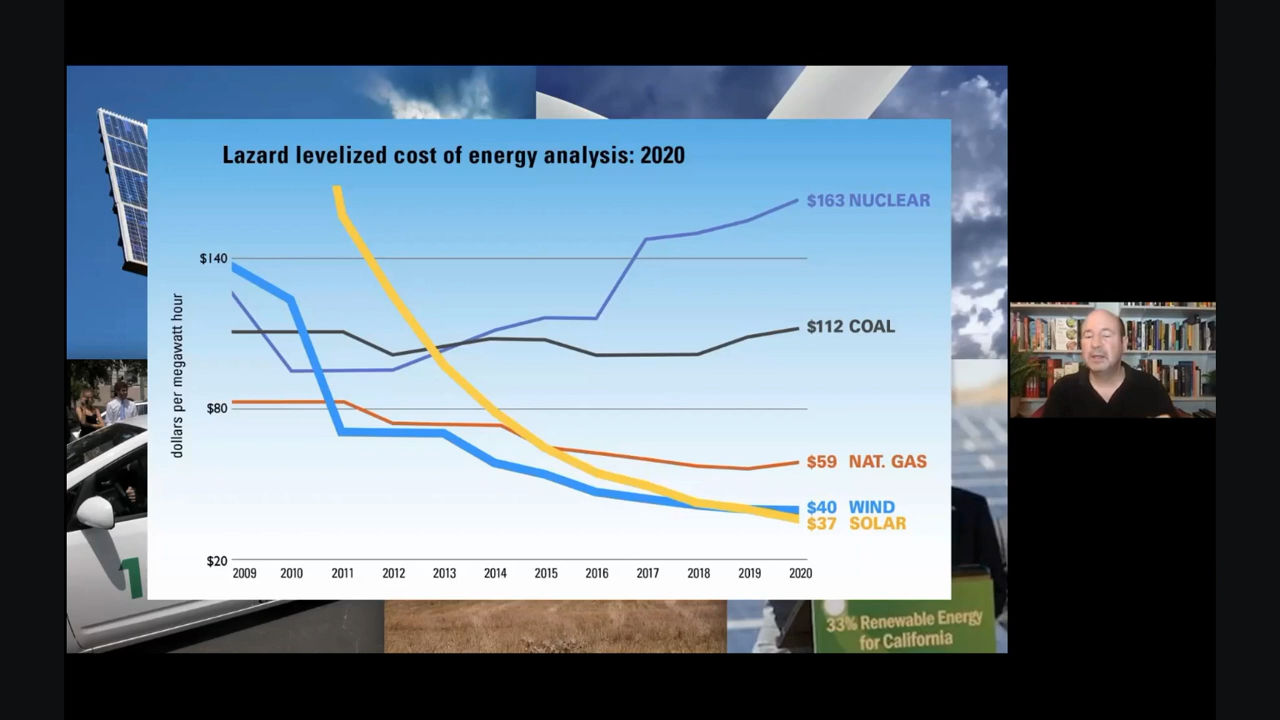 Lazard levelized cost of energy analysis: 2020
$163 NUCLEAR
$140
$112 COAL
dollars per megawatt hour
$80
$59 NAT. GAS
$40 WIND
$37 SOLAR
$20
2009 2010 2011 2012 2013 2014 2015 2016 2017 2018 2019 2020
1
33% Renewable Energy
for California